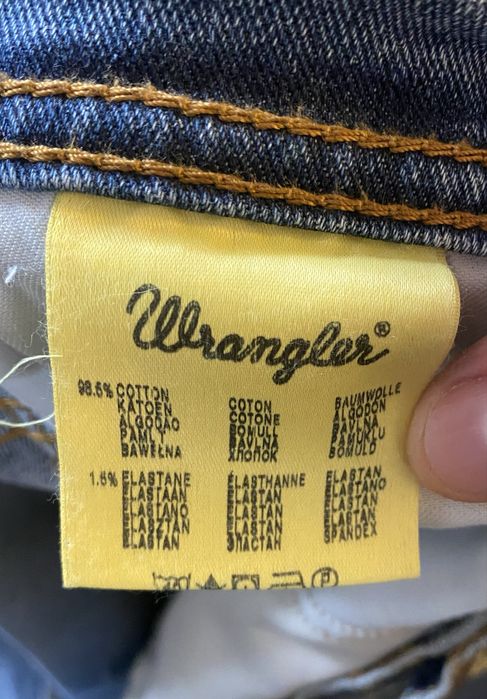 Wrangler®
98.5% COTTON COTON BAUMWOLLE
KATOEN COTONE ALGODON
ALGODAO BOMULL BAVLNA
PAMUT BAVLNA PAMUKLU
BAWEŁNA ХЛОПОК BOMULD
1.5% ELASTANE ÉLASTHANNE ELASTAN
ELASTAAN ELASTAN ELASTANO
ELASTANO ELASTAN ELASTAN
ELASZTAN ELASTAN ELASTAN
ELASTAN ЭЛАСТАН SPANDEX
P